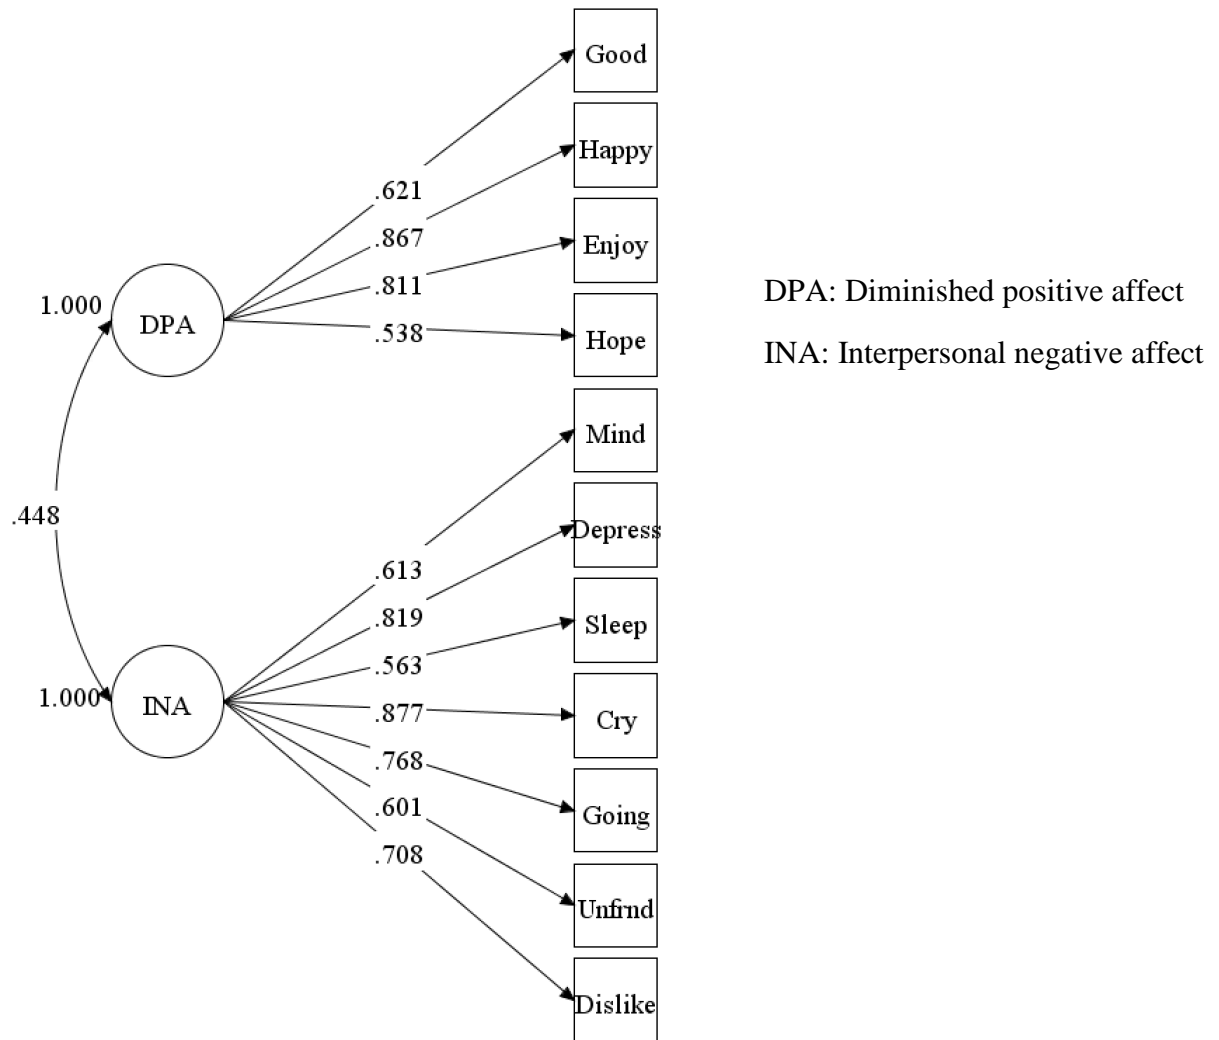 Good
.621
Happy
.867
Enjoy
.811
Hope
.538
1.000
DPA
DPA: Diminished positive affect
INA: Interpersonal negative affect
.448
Mind
.613
Depress
.819
Sleep
.563
1.000
INA
Cry
.877
Going
.768
Unfrnd
.601
Dislike
.708